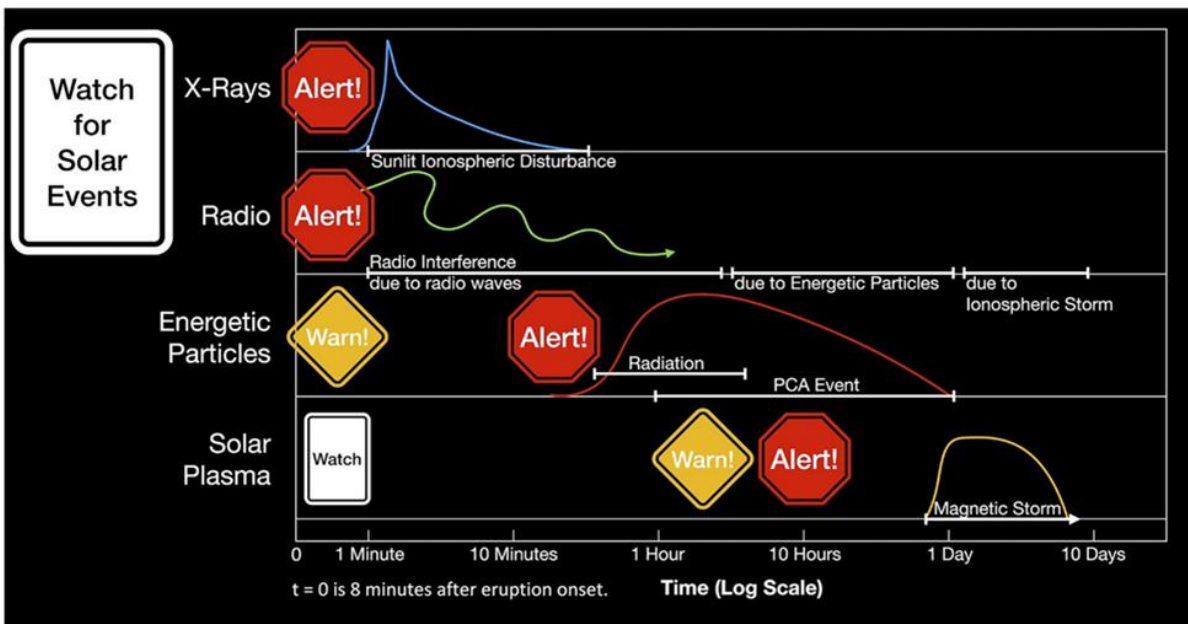 Watch
for
Solar
Events
X-Rays
Alert!
Sunlit Ionospheric Disturbance
Radio
Alert!
Radio Interference
due to radio waves
due to Energetic Particles
due to
Ionospheric Storm
Energetic
Particles
Warn!
Alert!
Radiation
PCA Event
Solar
Plasma
Watch
Warn!
Alert!
Magnetic Storm
0 1 Minute 10 Minutes 1 Hour 10 Hours 1 Day 10 Days
t = 0 is 8 minutes after eruption onset.
Time (Log Scale)